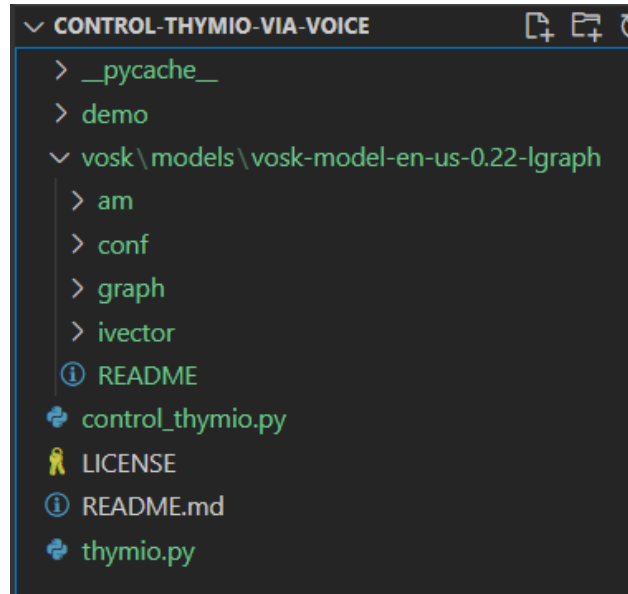 CONTROL-THYMIO-VIA-VOICE
__pycache__
demo
vosk\models\vosk-model-en-us-0.22-lgraph
am
conf
graph
ivector
README
control_thymio.py
LICENSE
README.md
thymio.py